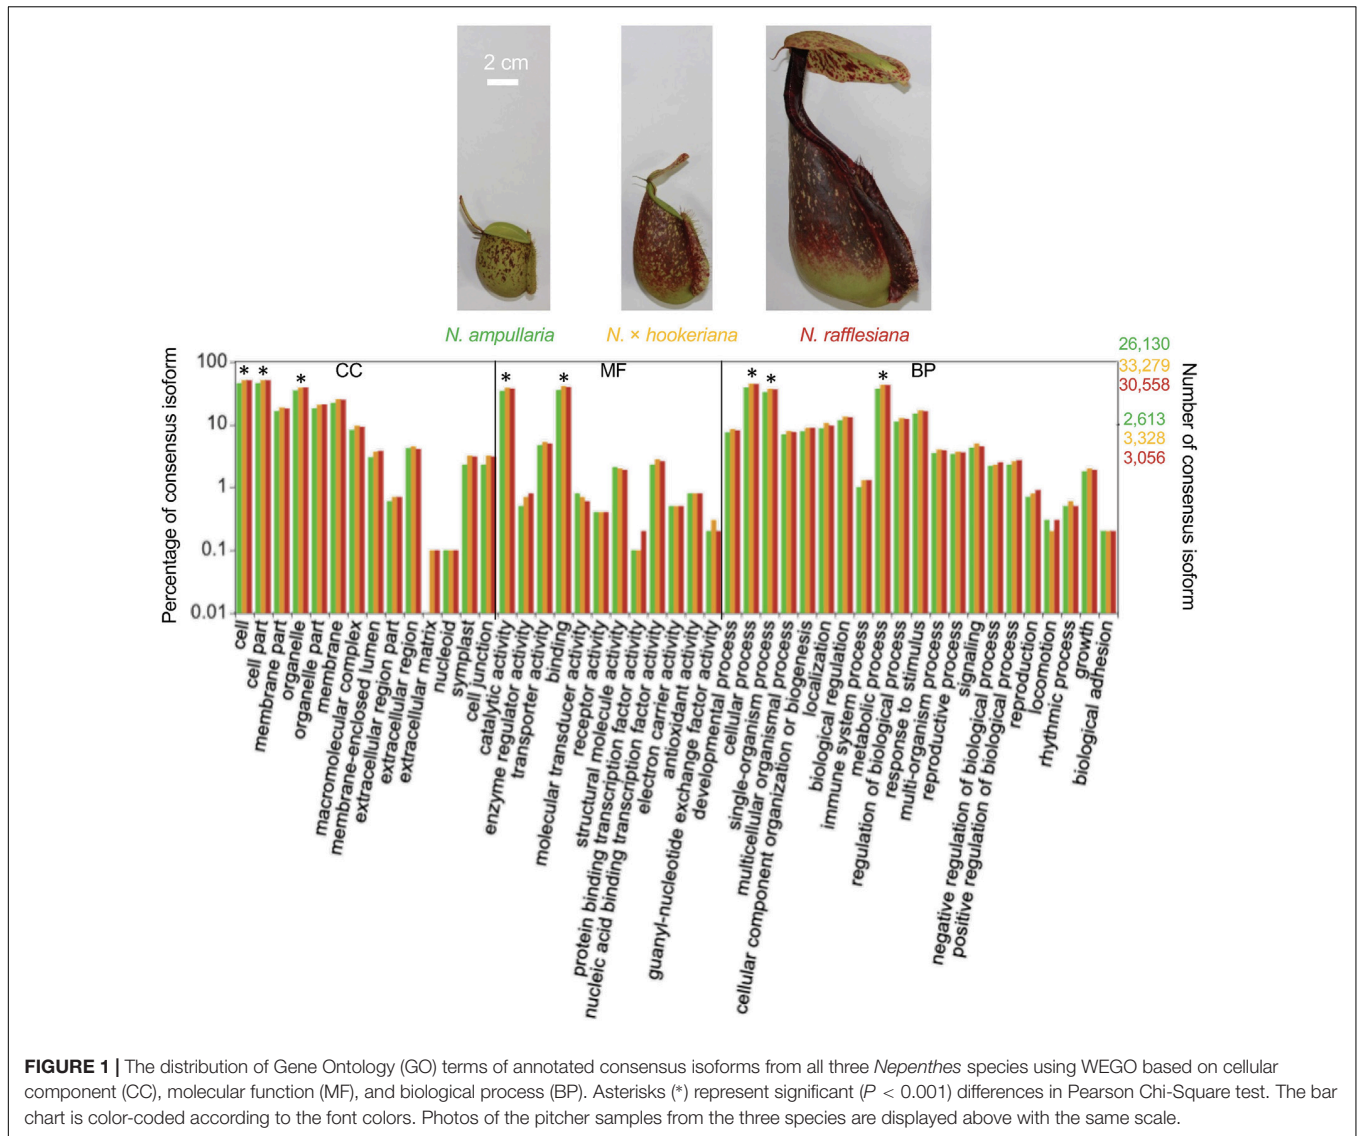 2 cm
N. ampullaria
N. × hookeriana
N. rafflesiana
Percentage of consensus isoform
100
10
1
0.1
0.01
* * * CC
* * MF
* * * BP
26,130
33,279
30,558
2,613
3,328
3,056
Number of consensus isoform
cell
cell part
membrane part
organelle
organelle part
membrane
macromolecular complex
membrane-enclosed lumen
extracellular region part
extracellular region
extracellular matrix
nucleoid
symplast
cell junction
catalytic activity
enzyme regulator activity
transporter activity
binding
molecular transducer activity
receptor activity
structural molecule activity
protein binding transcription factor activity
nucleic acid binding transcription factor activity
electron carrier activity
antioxidant activity
guanyl-nucleotide exchange factor activity
developmental process
cellular process
single-organism process
multicellular organismal process
cellular component organization or biogenesis
localization
biological regulation
immune system process
metabolic process
regulation of biological process
response to stimulus
multi-organism process
reproductive process
signaling
negative regulation of biological process
positive regulation of biological process
reproduction
locomotion
rhythmic process
growth
biological adhesion
FIGURE 1 | The distribution of Gene Ontology (GO) terms of annotated consensus isoforms from all three Nepenthes species using WEGO based on cellular
component (CC), molecular function (MF), and biological process (BP). Asterisks (*) represent significant (P < 0.001) differences in Pearson Chi-Square test. The bar
chart is color-coded according to the font colors. Photos of the pitcher samples from the three species are displayed above with the same scale.